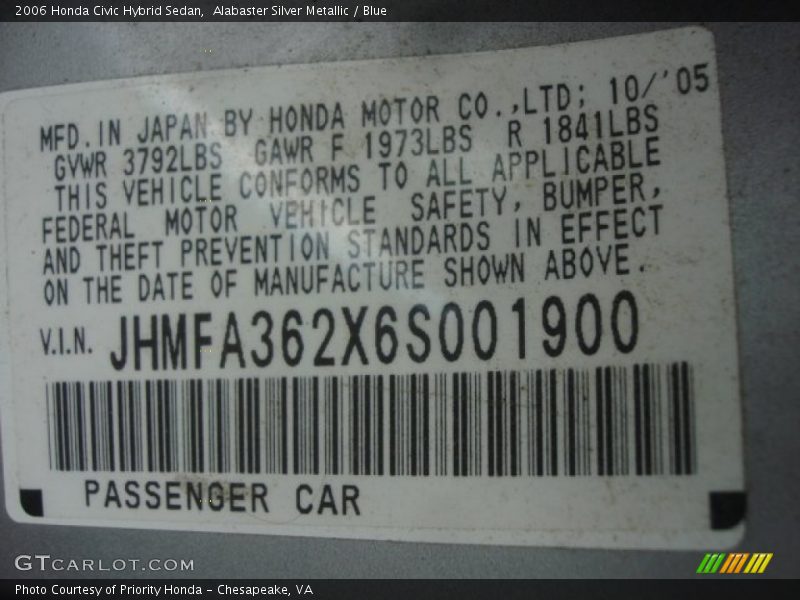 2006 Honda Civic Hybrid Sedan,  Alabaster Silver Metallic / Blue
MFD.IN JAPAN BY HONDA MOTOR CO.,LTD; 10/'05
GVWR 3792LBS GAWR F 1973LBS R 1841LBS
THIS VEHICLE CONFORMS TO ALL APPLICABLE
FEDERAL MOTOR VEHICLE SAFETY, BUMPER,
AND THEFT PREVENTION STANDARDS IN EFFECT
ON THE DATE OF MANUFACTURE SHOWN ABOVE.
V.I.N. JHMFA362X6S001900
PASSENGER CAR
GTCARLOT.COM
Photo Courtesy of Priority Honda - Chesapeake, VA